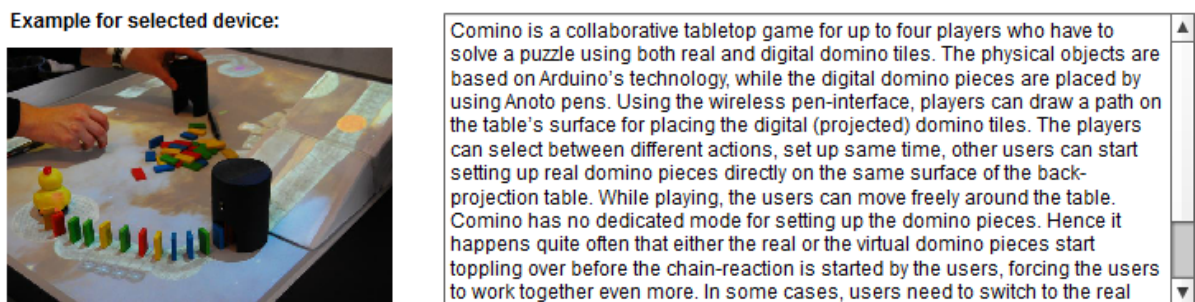 Example for selected device:
Comino is a collaborative tabletop game for up to four players who have to
solve a puzzle using both real and digital domino tiles. The physical objects are
based on Arduino's technology, while the digital domino pieces are placed by
using Anoto pens. Using the wireless pen-interface, players can draw a path on
the table's surface for placing the digital (projected) domino tiles. The players
can select between different actions, set up same time, other users can start
setting up real domino pieces directly on the same surface of the back-
projection table. While playing, the users can move freely around the table.
Comino has no dedicated mode for setting up the domino pieces. Hence it
happens quite often that either the real or the virtual domino pieces start
toppling over before the chain-reaction is started by the users, forcing the users
to work together even more. In some cases, users need to switch to the real